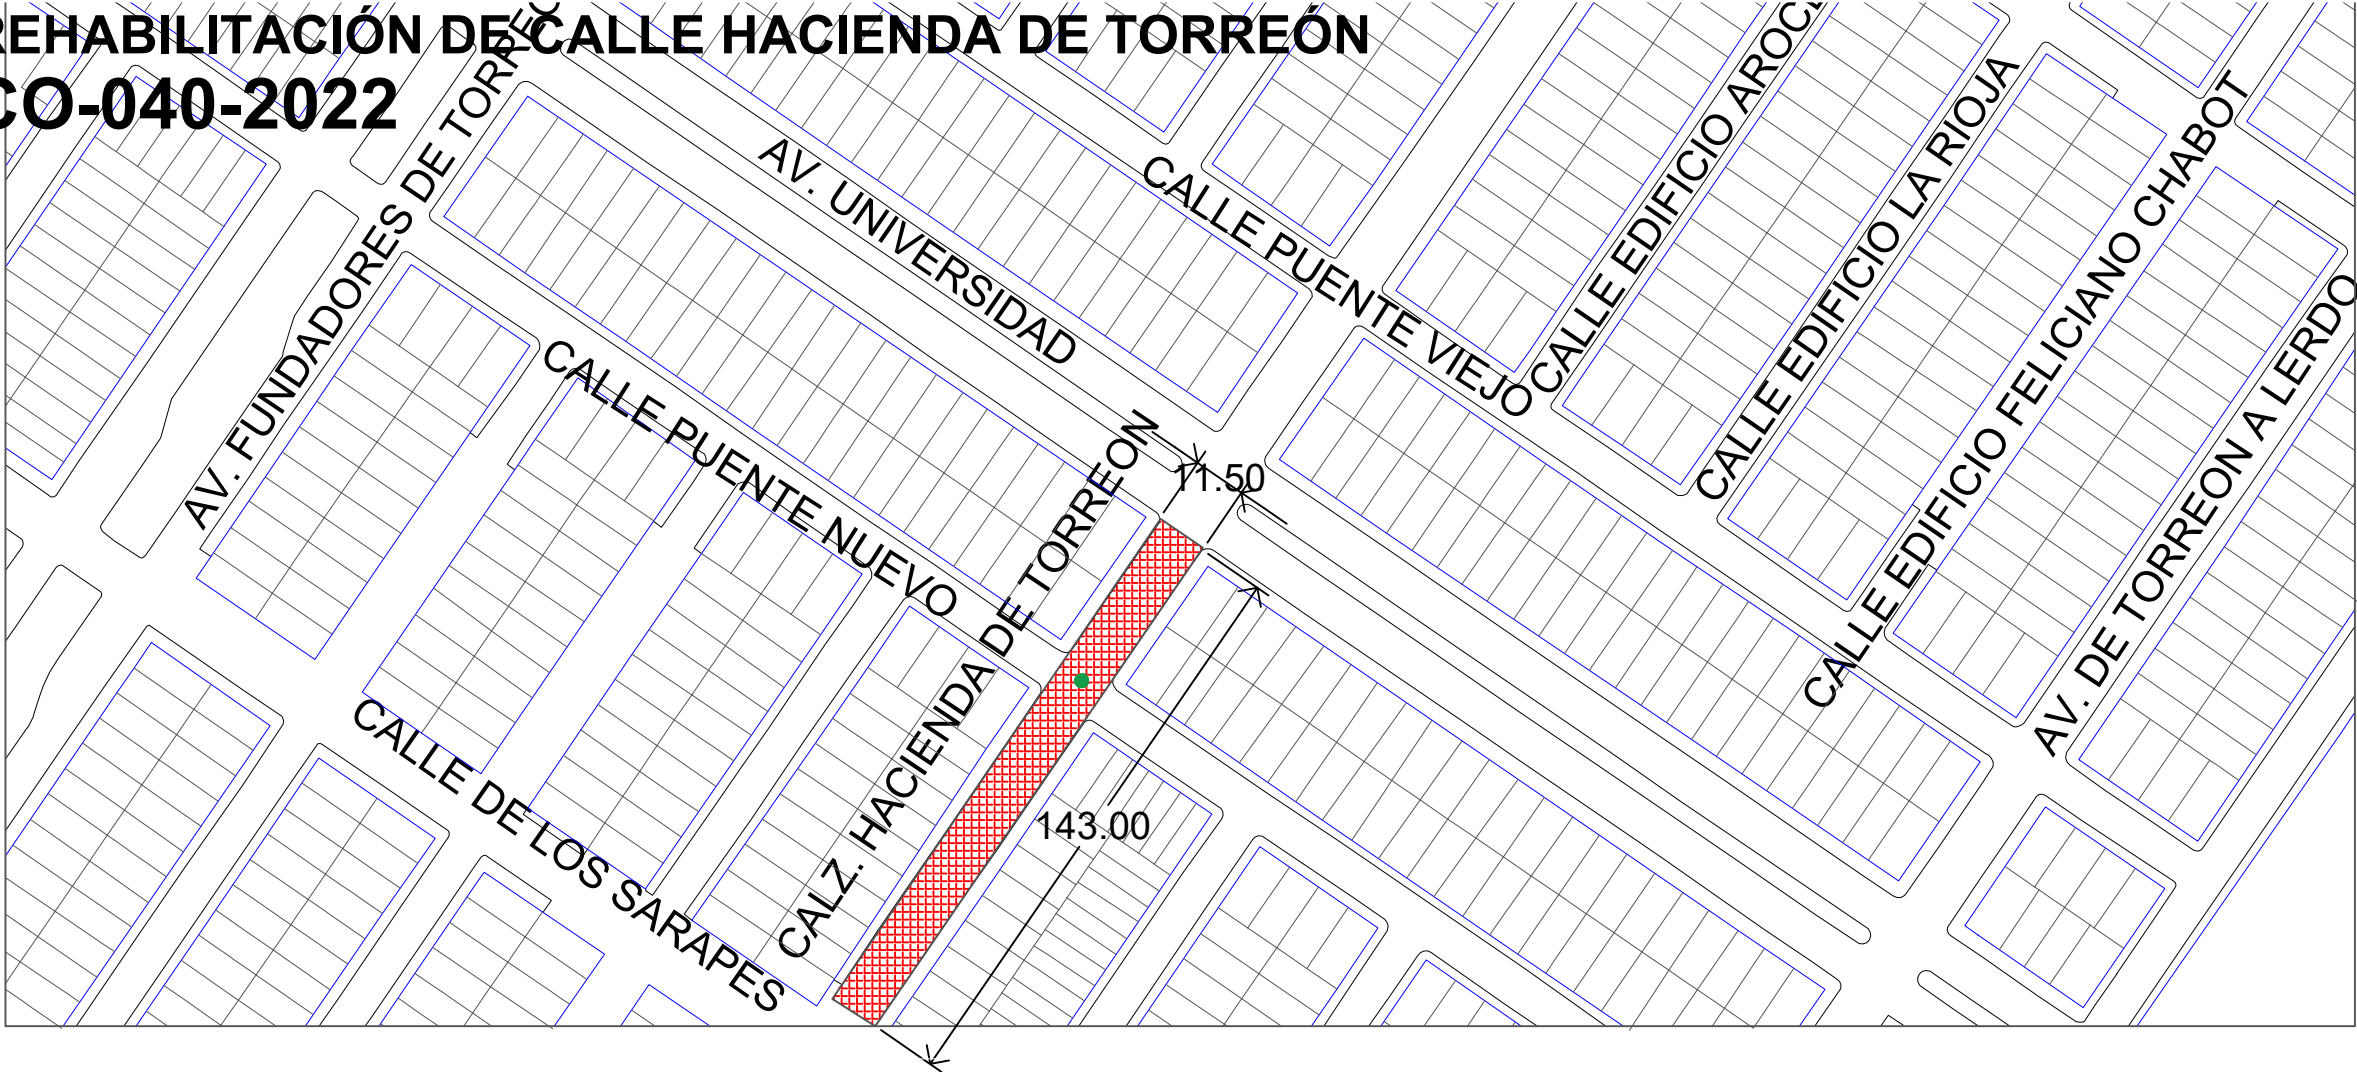 REHABILITACIÓN DE CALLE HACIENDA DE TORREÓN
CO-040-2022
AV. FUNDADORES DE TORREO
AV. UNIVERSIDAD
CALLE PUENTE VIEJO
CALLE EDIFICIO AROCE
CALLE EDIFICIO LA RIOJA
CALLE EDIFICIO FELICIANO CHABOT
AV. DE TORREON A LERDO
CALLE PUENTE NUEVO
CALZ. HACIENDA DE TORREON
11.50
143.00
CALLE DE LOS SARAPES